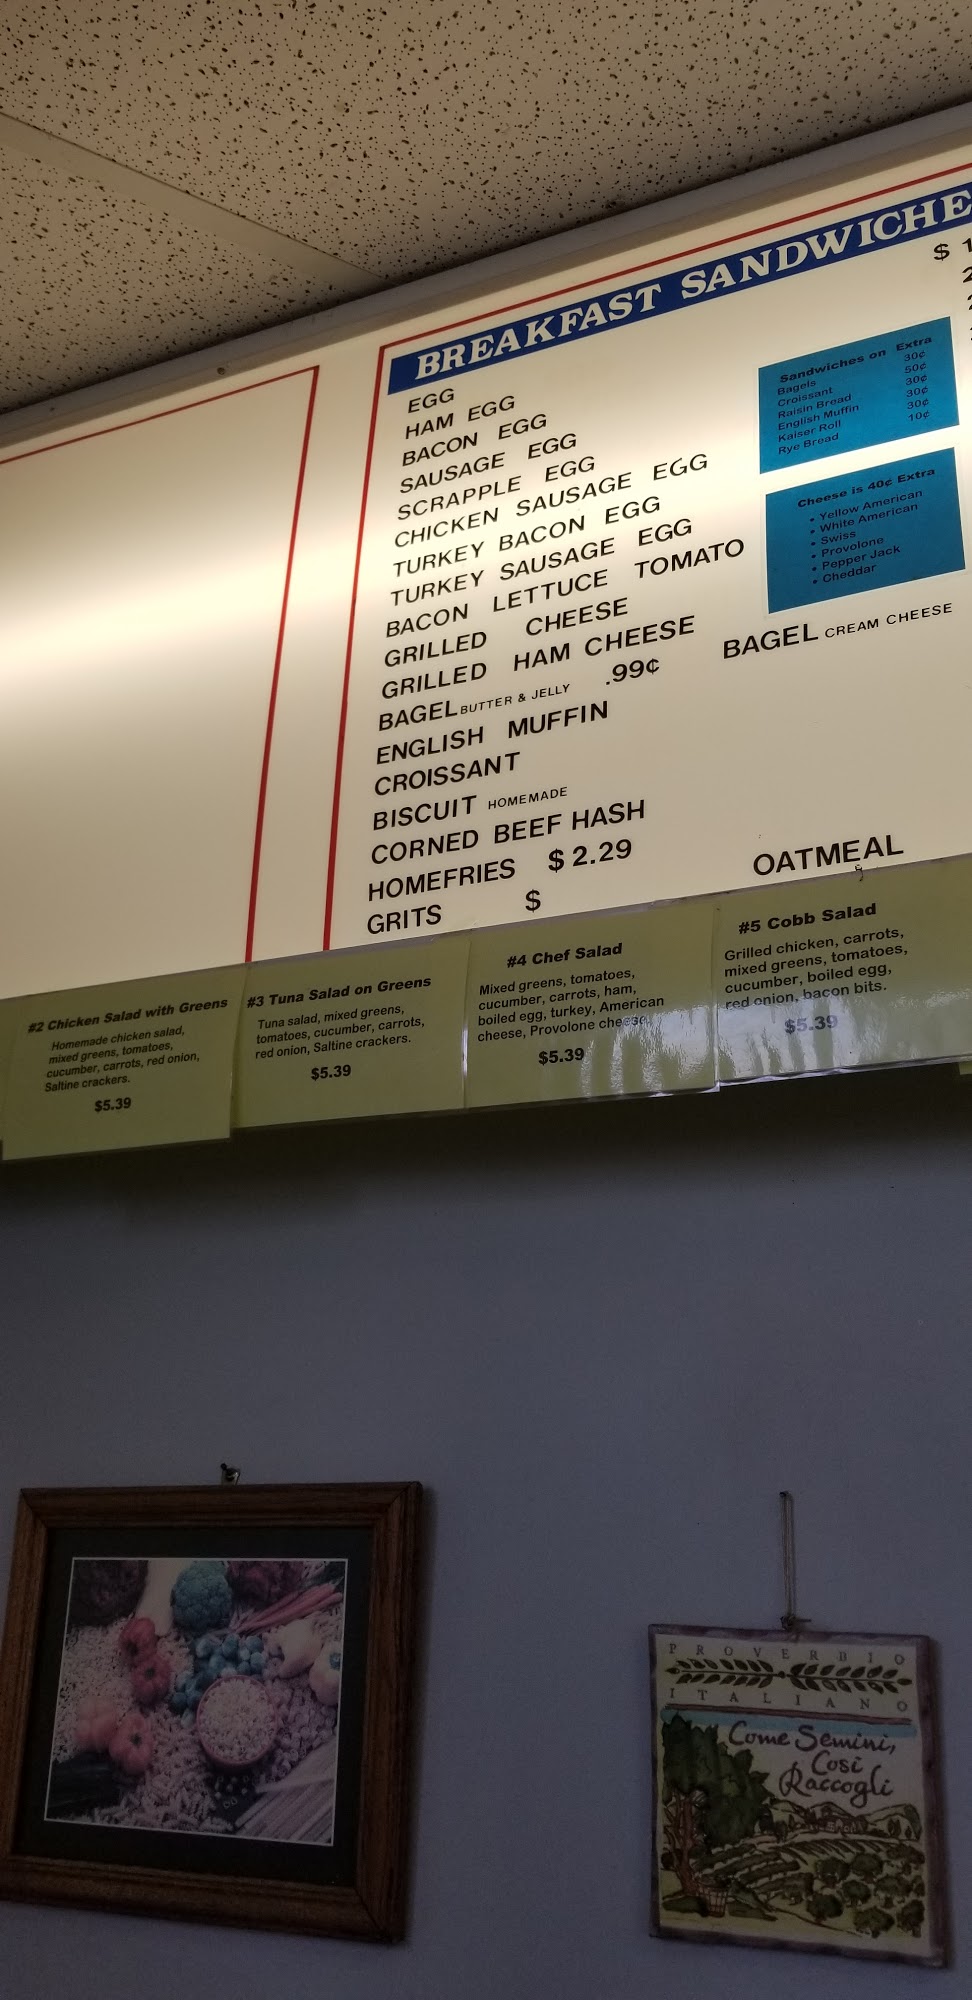 BREAKFAST SANDWICHE
$ 1
EGG
HAM EGG
BACON EGG
SAUSAGE EGG
SCRAPPLE EGG
CHICKEN SAUSAGE EGG
TURKEY BACON EGG
TURKEY SAUSAGE EGG
BACON LETTUCE TOMATO
GRILLED CHEESE
GRILLED HAM CHEESE
BAGEL BUTTER & JELLY .99¢
BAGEL CREAM CHEESE
ENGLISH MUFFIN
CROISSANT
BISCUIT HOMEMADE
CORNED BEEF HASH
HOMEFRIES $2.29
GRITS $
OATMEAL
Sandwiches on Extra
Bagels 30¢
Croissant 50¢
Raisin Bread 30¢
English Muffin 30¢
Kaiser Roll 30¢
Rye Bread 10¢
Cheese is 40¢ Extra
• Yellow American
• White American
• Swiss
• Provolone
• Pepper Jack
• Cheddar
#2 Chicken Salad with Greens
Homemade chicken salad,
mixed greens, tomatoes,
cucumber, carrots, red onion,
Saltine crackers.
$5.39
#3 Tuna Salad on Greens
Tuna salad, mixed greens,
tomatoes, cucumber, carrots,
red onion, Saltine crackers.
$5.39
#4 Chef Salad
Mixed greens, tomatoes,
cucumber, carrots, ham,
boiled egg, turkey, American
cheese, Provolone cheese.
$5.39
#5 Cobb Salad
Grilled chicken, carrots,
mixed greens, tomatoes,
cucumber, boiled egg,
red onion, bacon bits.
$5.39
PROVERBIO
ITALIANO
Come Semini,
Cosi
Raccogli